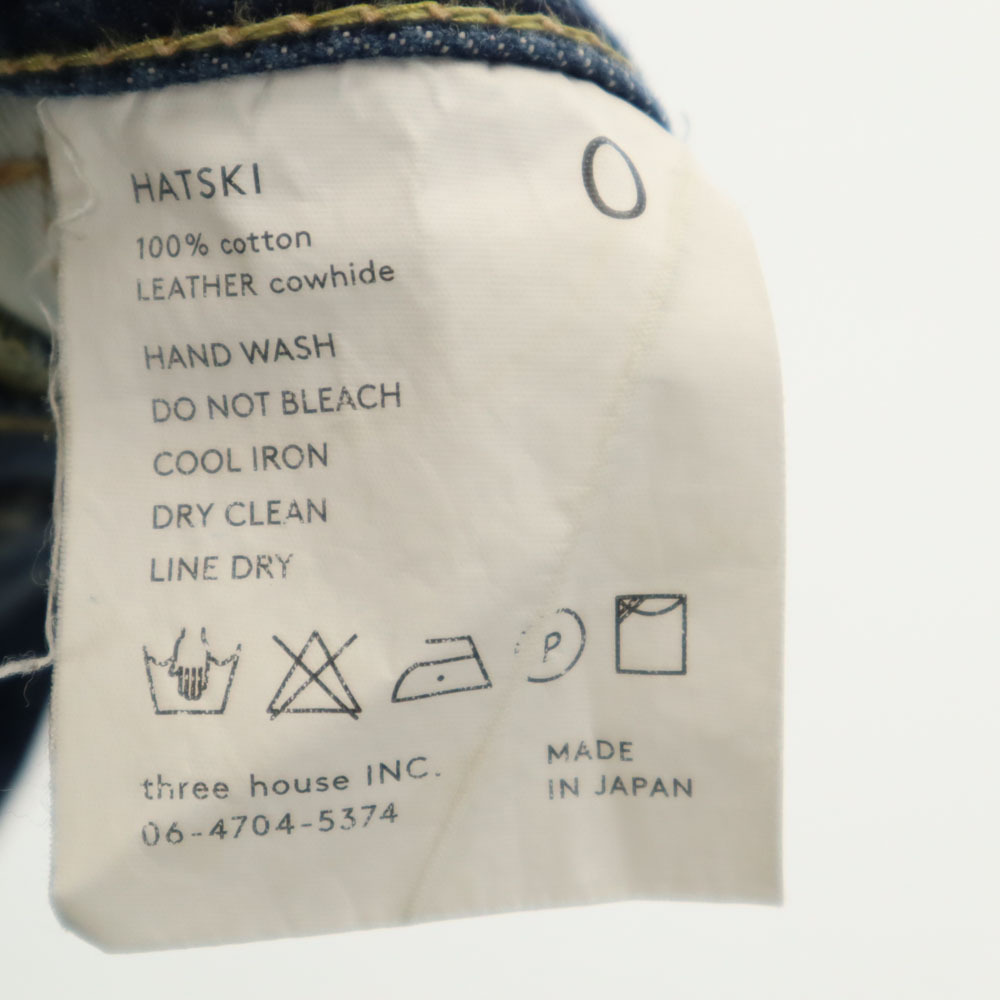 HATSKI
O
100% cotton
LEATHER cowhide
HAND WASH
DO NOT BLEACH
COOL IRON
DRY CLEAN
LINE DRY
P
three house INC.
06-4704-5374
MADE
IN JAPAN